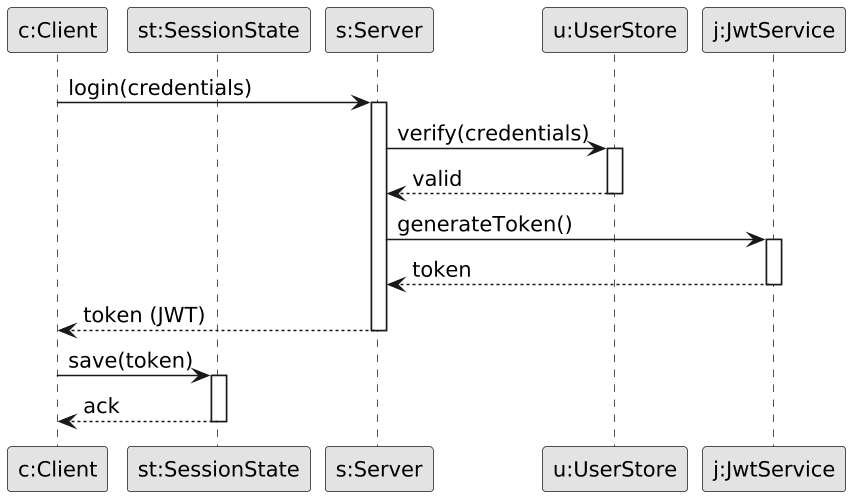 c:Client
st:SessionState
s:Server
u:UserStore
j:JwtService
login(credentials)
verify(credentials)
valid
generateToken()
token
token (JWT)
save(token)
ack
c:Client
st:SessionState
s:Server
u:UserStore
j:JwtService